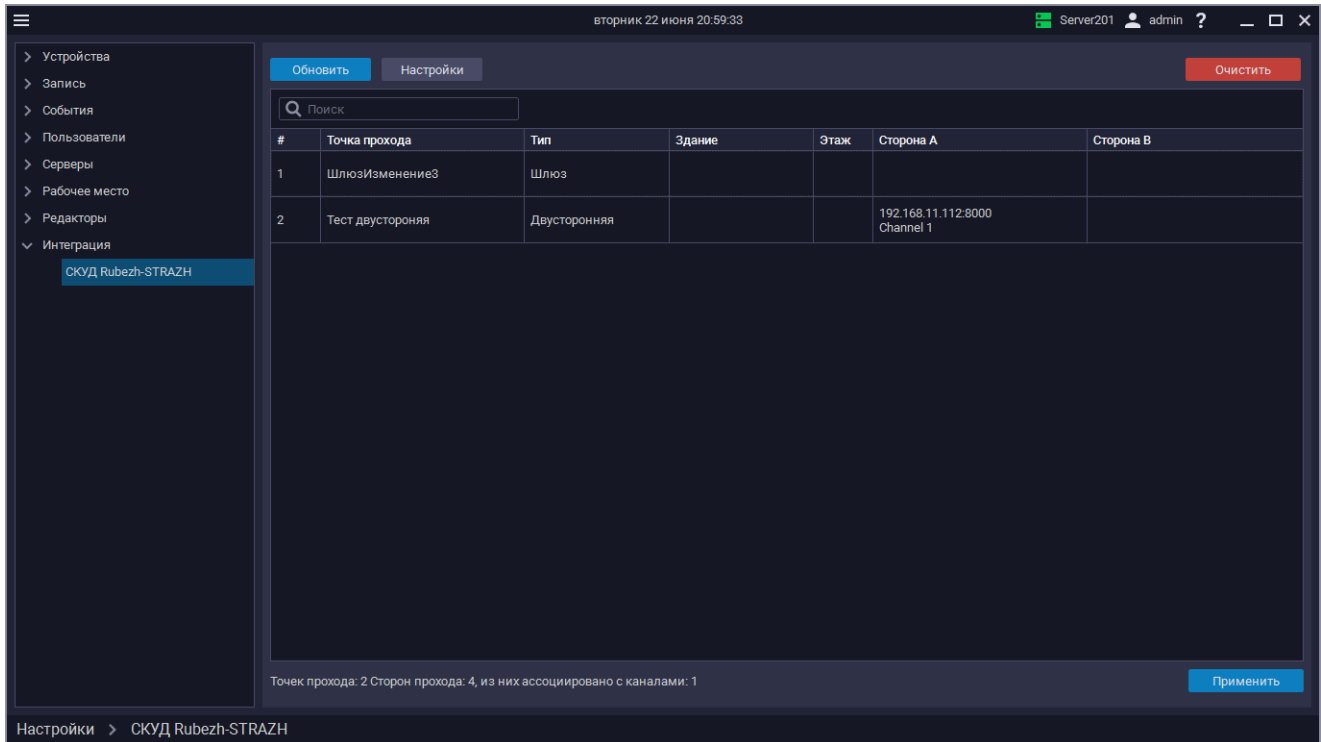 вторник 22 июня 20:59:33
Server201 admin ?
Устройства
Запись
События
Пользователи
Серверы
Рабочее место
Редакторы
Интеграция
СКУД Rubezh-STRAZH
Обновить Настройки Очистить
Поиск
# Точка прохода Тип Здание Этаж Сторона A Сторона B
1 ШлюзИзменение3 Шлюз
2 Тест двустороняя Двусторонняя 192.168.11.112:8000
Channel 1
Точек прохода: 2 Сторон прохода: 4, из них ассоциировано с каналами: 1
Применить
Настройки > СКУД Rubezh-STRAZH